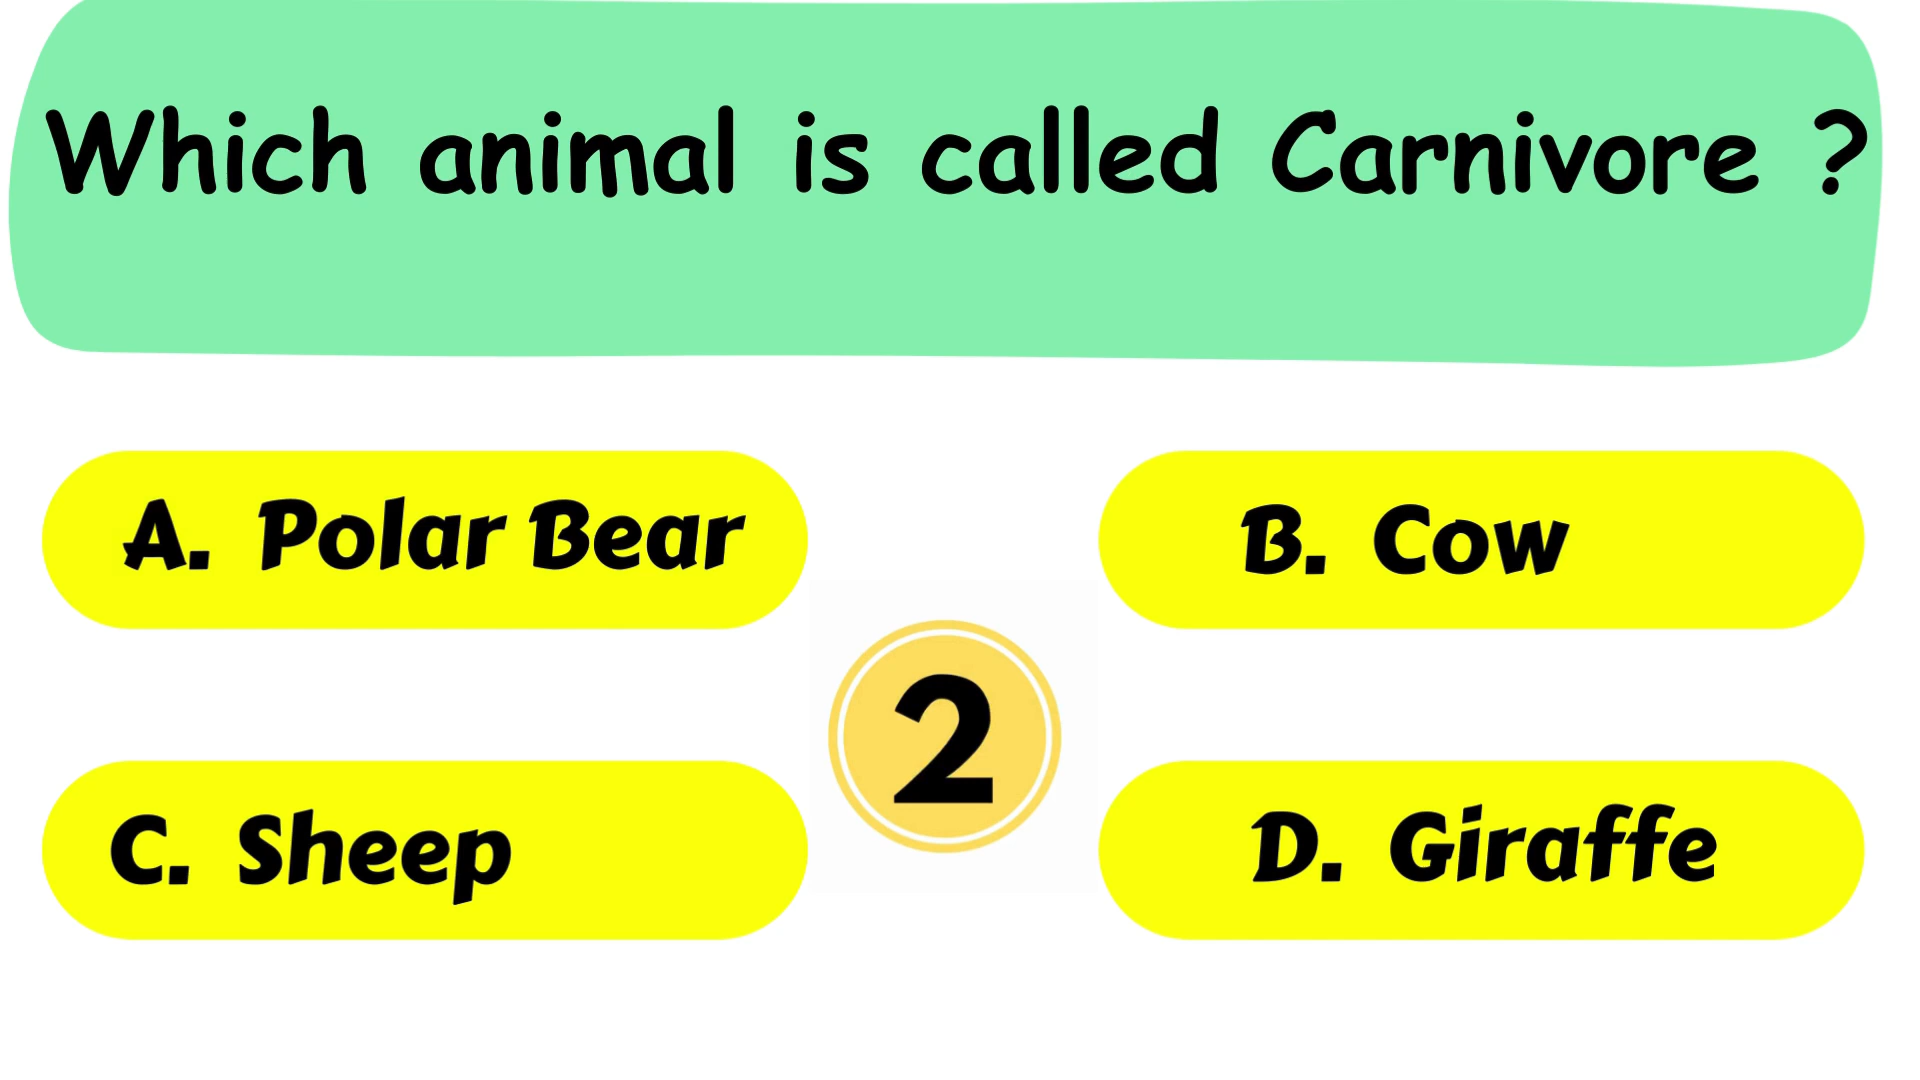 Which animal is called Carnivore ?
A. Polar Bear
B. Cow
2
C. Sheep
D. Giraffe